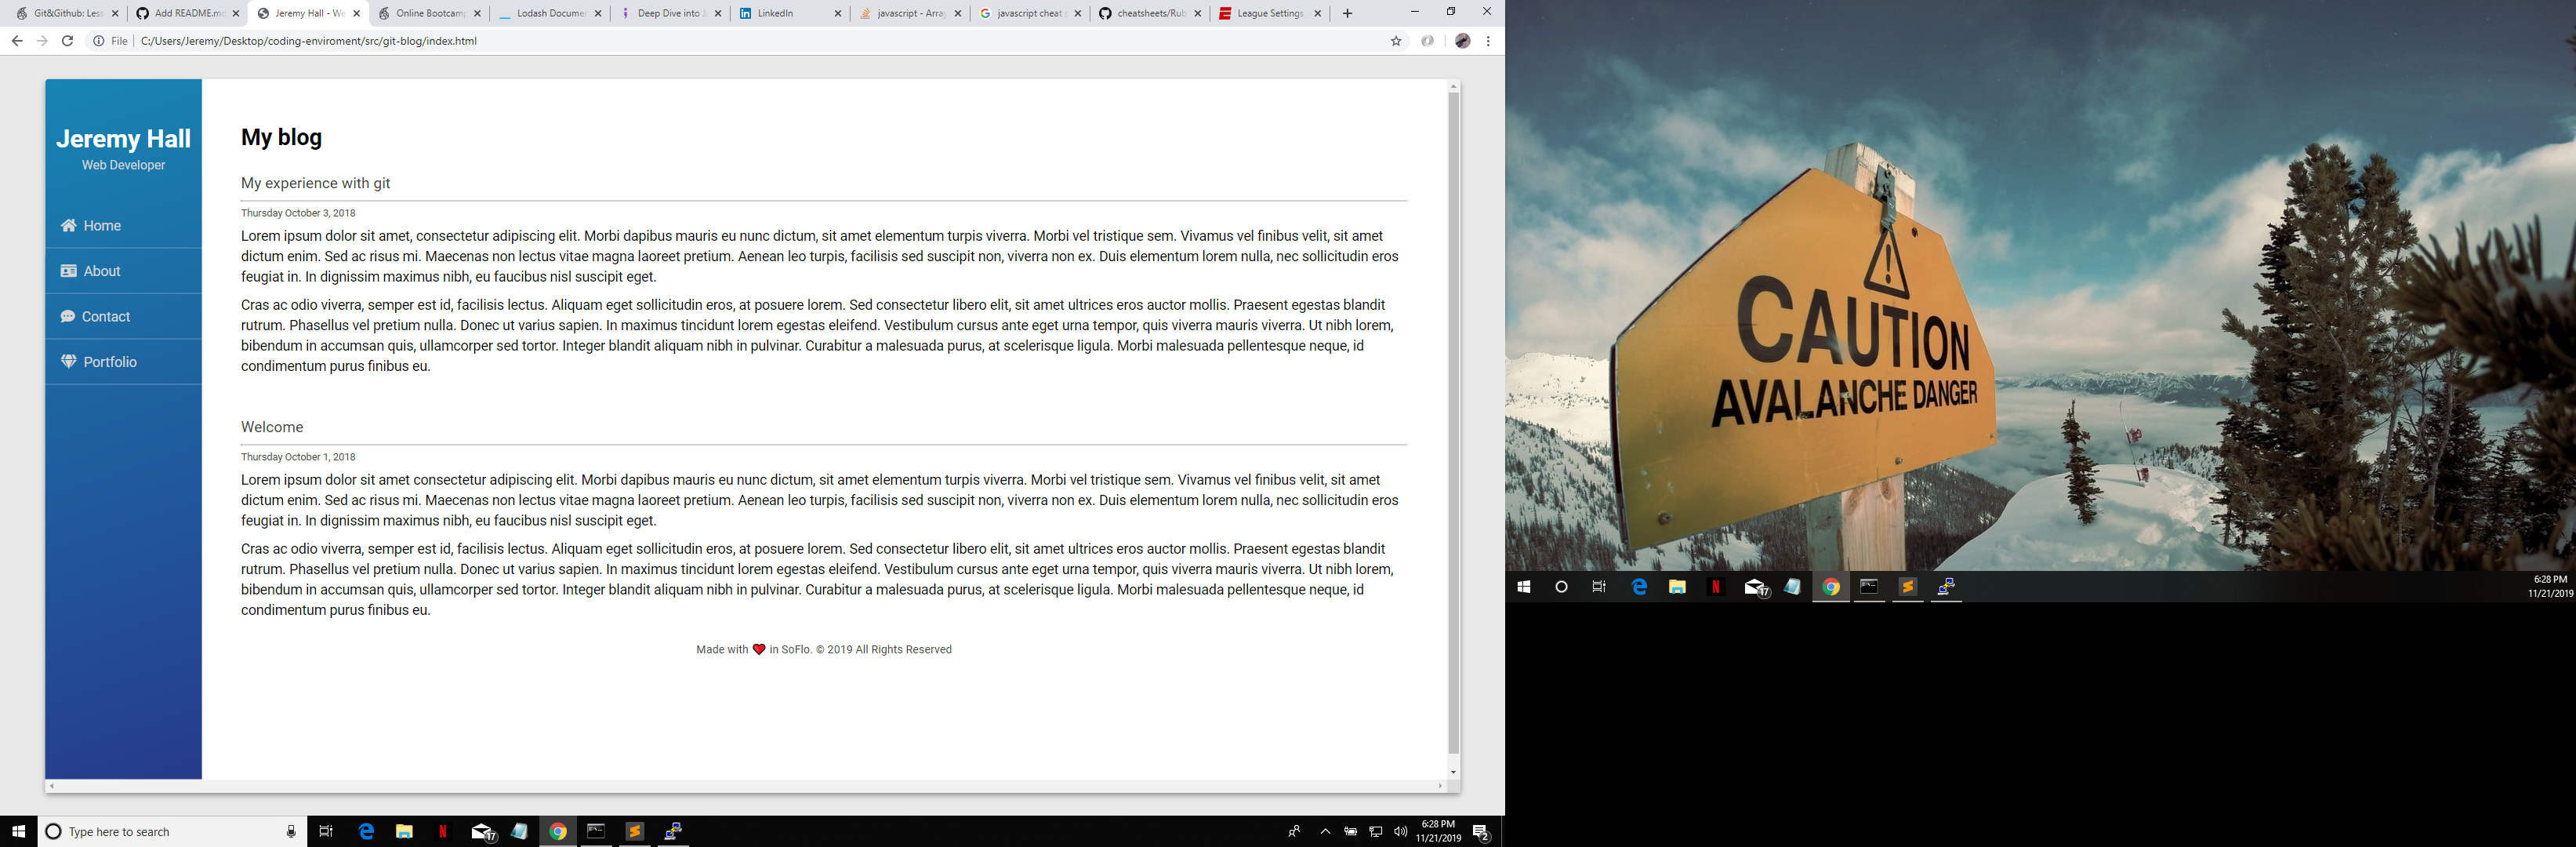 Git&Github: Less
Add README.md
Jeremy Hall - We
Online Bootcamp
Lodash Documen
Deep Dive into J
LinkedIn
javascript - Array
javascript cheat s
cheatsheets/Rub
League Settings
File
C:/Users/Jeremy/Desktop/coding-enviroment/src/git-blog/index.html
Jeremy Hall
Web Developer
Home
About
Contact
Portfolio
My blog
My experience with git
Thursday October 3, 2018
Lorem ipsum dolor sit amet, consectetur adipiscing elit. Morbi dapibus mauris eu nunc dictum, sit amet elementum turpis viverra. Morbi vel tristique sem. Vivamus vel finibus velit, sit amet
dictum enim. Sed ac risus mi. Maecenas non lectus vitae magna laoreet pretium. Aenean leo turpis, facilisis sed suscipit non, viverra non ex. Duis elementum lorem nulla, nec sollicitudin eros
feugiat in. In dignissim maximus nibh, eu faucibus nisl suscipit eget.
Cras ac odio viverra, semper est id, facilisis lectus. Aliquam eget sollicitudin eros, at posuere lorem. Sed consectetur libero elit, sit amet ultrices eros auctor mollis. Praesent egestas blandit
rutrum. Phasellus vel pretium nulla. Donec ut varius sapien. In maximus tincidunt lorem egestas eleifend. Vestibulum cursus ante eget urna tempor, quis viverra mauris viverra. Ut nibh lorem,
bibendum in accumsan quis, ullamcorper sed tortor. Integer blandit aliquam nibh in pulvinar. Curabitur a malesuada purus, at scelerisque ligula. Morbi malesuada pellentesque neque, id
condimentum purus finibus eu.
Welcome
Thursday October 1, 2018
Lorem ipsum dolor sit amet consectetur adipiscing elit. Morbi dapibus mauris eu nunc dictum, sit amet elementum turpis viverra. Morbi vel tristique sem. Vivamus vel finibus velit, sit amet
dictum enim. Sed ac risus mi. Maecenas non lectus vitae magna laoreet pretium. Aenean leo turpis, facilisis sed suscipit non, viverra non ex. Duis elementum lorem nulla, nec sollicitudin eros
feugiat in. In dignissim maximus nibh, eu faucibus nisl suscipit eget.
Cras ac odio viverra, semper est id, facilisis lectus. Aliquam eget sollicitudin eros, at posuere lorem. Sed consectetur libero elit, sit amet ultrices eros auctor mollis. Praesent egestas blandit
rutrum. Phasellus vel pretium nulla. Donec ut varius sapien. In maximus tincidunt lorem egestas eleifend. Vestibulum cursus ante eget urna tempor, quis viverra mauris viverra. Ut nibh lorem,
bibendum in accumsan quis, ullamcorper sed tortor. Integer blandit aliquam nibh in pulvinar. Curabitur a malesuada purus, at scelerisque ligula. Morbi malesuada pellentesque neque, id
condimentum purus finibus eu.
Made with ❤ in SoFlo. © 2019 All Rights Reserved
Type here to search
17
6:28 PM
11/21/2019
2
CAUTION
AVALANCHE DANGER
17
6:28 PM
11/21/2019